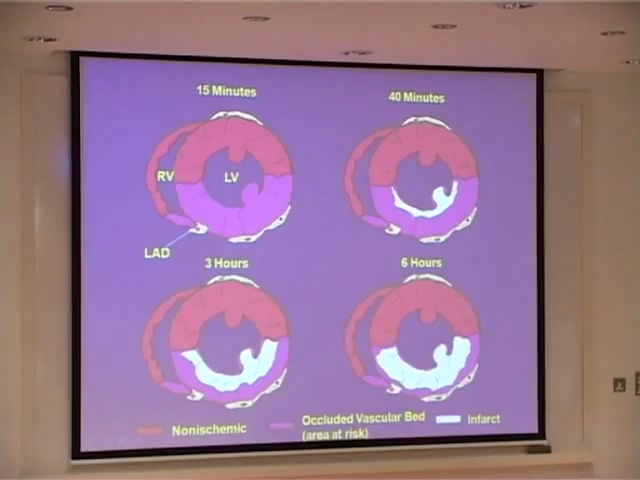 15 Minutes
40 Minutes
RV
LV
LAD
3 Hours
6 Hours
Nonischemic
Occluded Vascular Bed
(area at risk)
Infarct